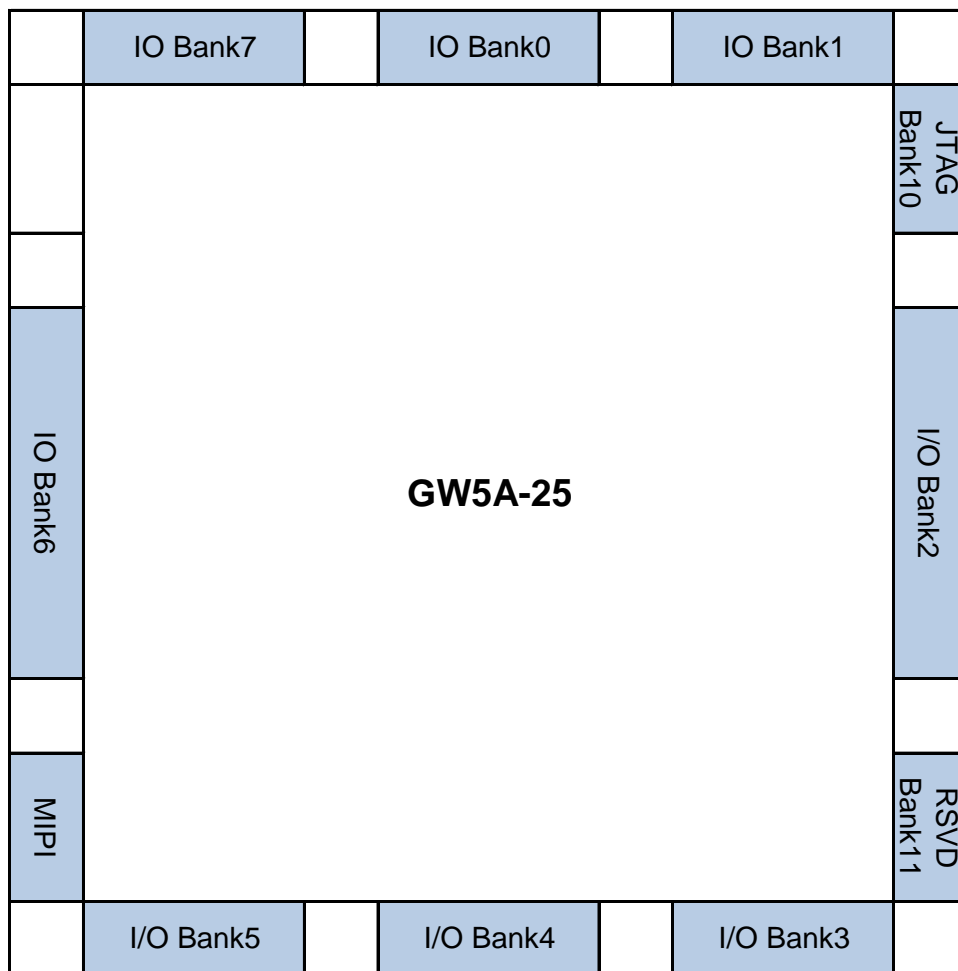 IO Bank7
IO Bank0
IO Bank1
JTAG
Bank10
IO Bank6
GW5A-25
I/O Bank2
MIPI
RSVD
Bank11
I/O Bank5
I/O Bank4
I/O Bank3